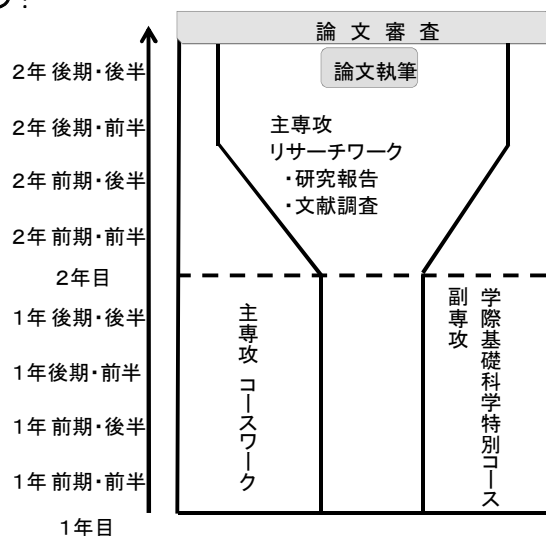 論 文 審 査
論文執筆
2年 後期・後半
2年 後期・前半
2年 前期・後半
2年 前期・前半
2年目
1年 後期・後半
1年後期・前半
1年 前期・後半
1年 前期・前半
1年目
主専攻
リサーチワーク
・研究報告
・文献調査
主専攻 コースワーク
学際基礎科学特別コース
副専攻